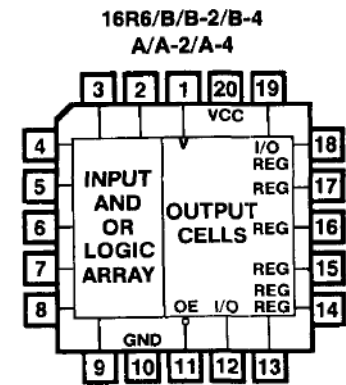 16R6/B/B-2/B-4
A/A-2/A-4
3 2 1 20 19
VCC
4 I/O 18
REG
5 INPUT REG 17
AND OUTPUT
6 OR CELLS REG 16
LOGIC
7 ARRAY REG 15
REG
8 OE I/O REG 14
GND
9 10 11 12 13